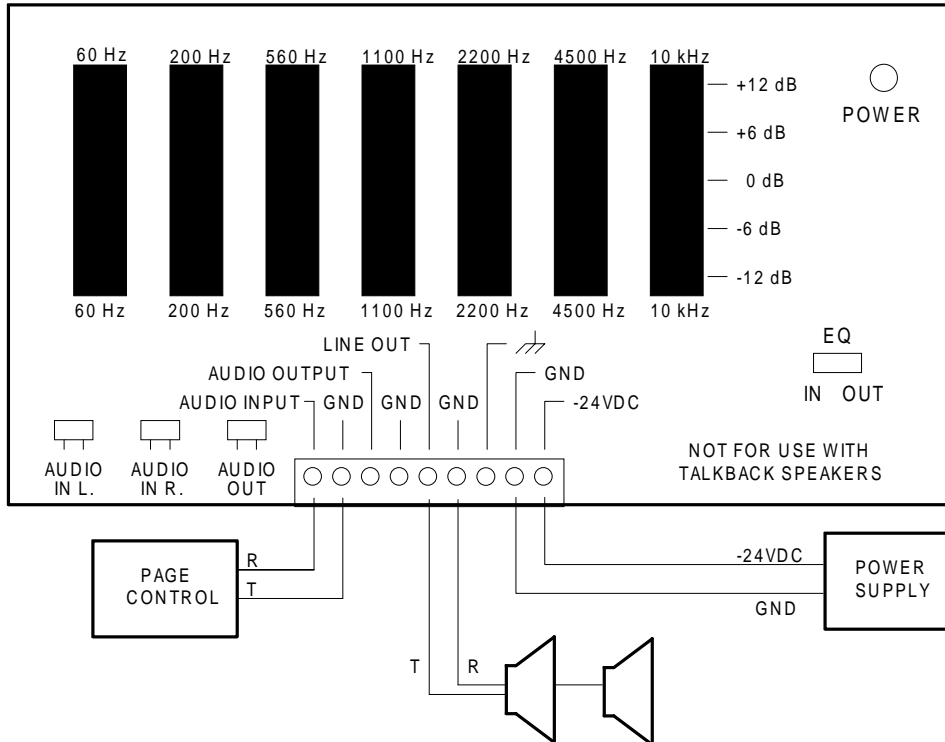 60 Hz 200 Hz 560 Hz 1100 Hz 2200 Hz 4500 Hz 10 kHz
+12 dB
+6 dB
0 dB
-6 dB
-12 dB
POWER
60 Hz 200 Hz 560 Hz 1100 Hz 2200 Hz 4500 Hz 10 kHz
LINE OUT
AUDIO OUTPUT
GND
AUDIO INPUT GND GND GND
-24VDC
EQ
IN OUT
AUDIO
IN L.
AUDIO
IN R.
AUDIO
OUT
NOT FOR USE WITH
TALKBACK SPEAKERS
PAGE
CONTROL
R
T
-24VDC
GND
POWER
SUPPLY
T R